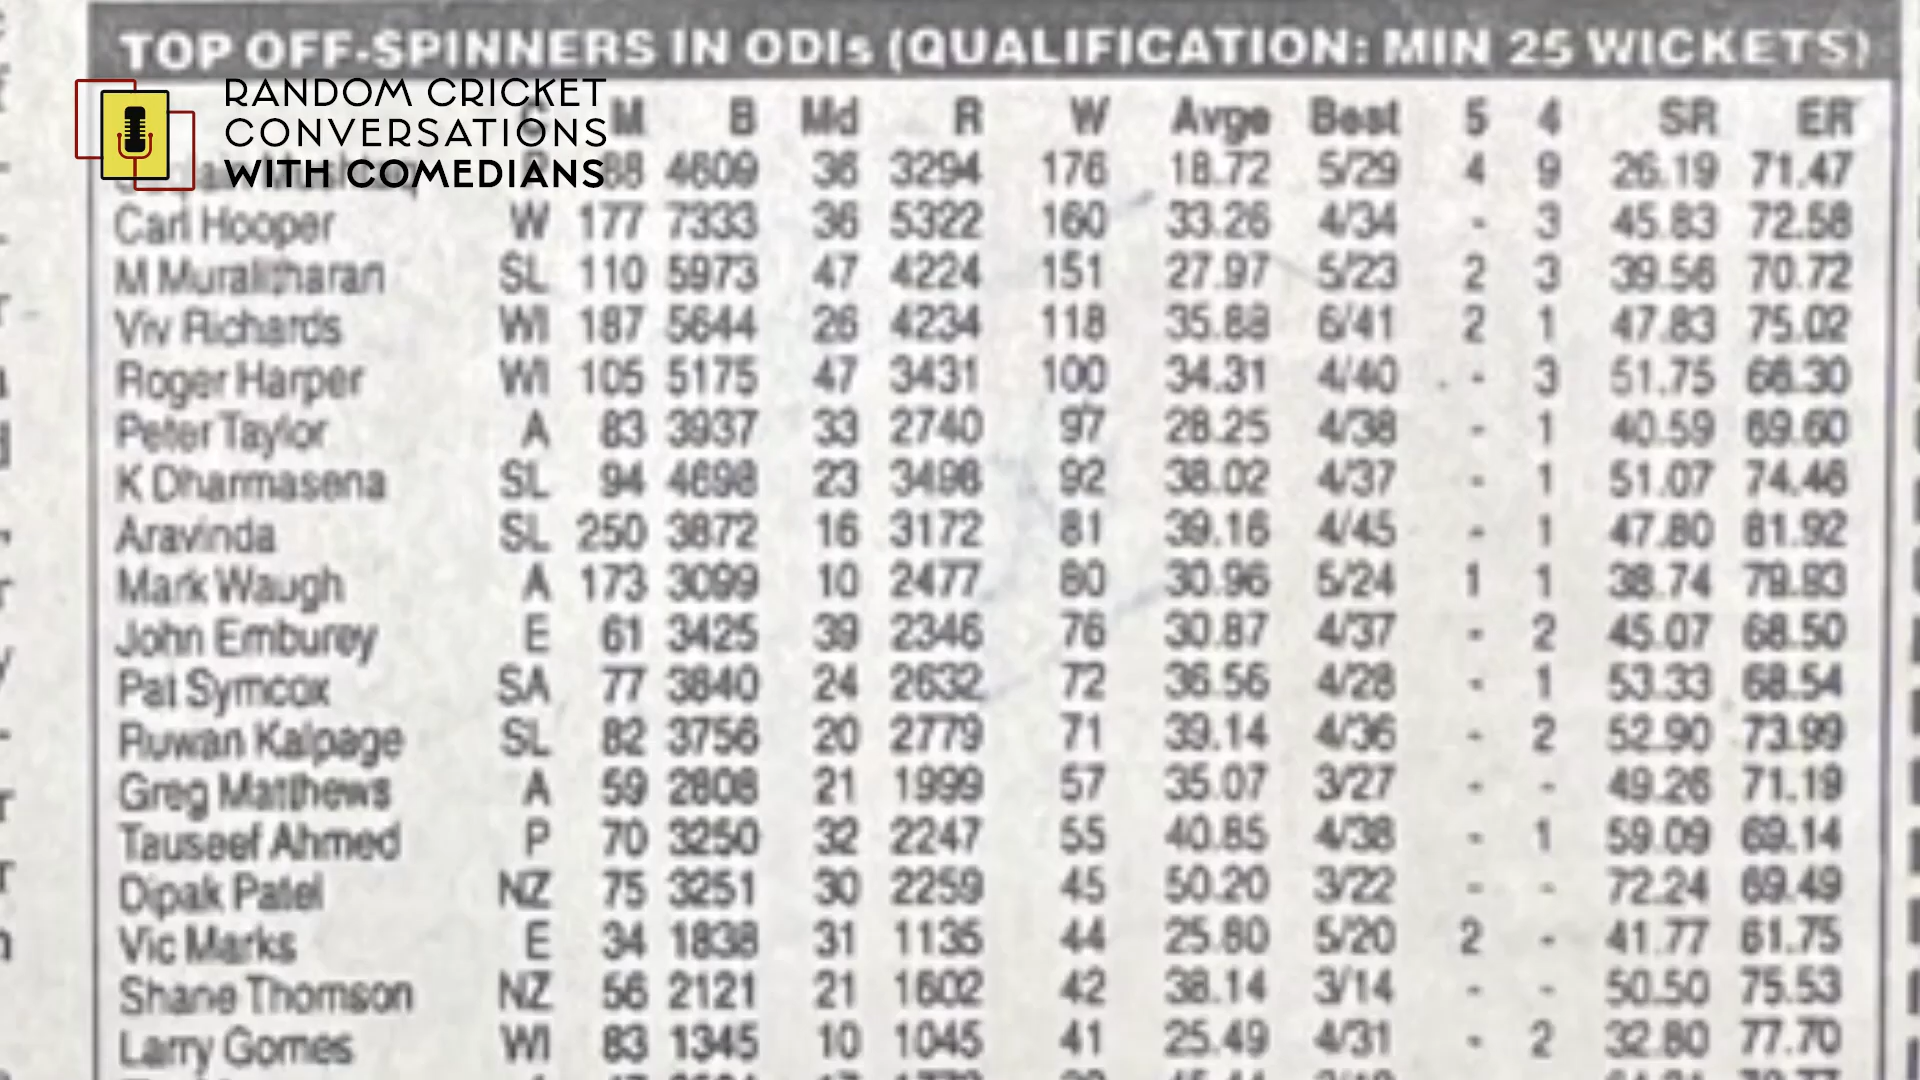 TOP OFF-SPINNERS IN ODIs (QUALIFICATION: MIN 25 WICKETS)
RANDOM CRICKET
CONVERSATIONS
WITH COMEDIANS
M B Md R W Avge Best 5 4 SR ER
88 4609 36 3294 176 18.72 5/29 4 9 26.19 71.47
Carl Hooper W 177 7333 36 5322 160 33.26 4/34 - 3 45.83 72.58
M Muralitharan SL 110 5973 47 4224 151 27.97 5/23 2 3 39.56 70.72
Viv Richards WI 187 5644 26 4234 118 35.88 6/41 2 1 47.83 75.02
Roger Harper WI 105 5175 47 3431 100 34.31 4/40 - 3 51.75 66.30
Peter Taylor A 83 3937 33 2740 97 28.25 4/38 - 1 40.59 69.60
K Dharmasena SL 94 4698 23 3498 92 38.02 4/37 - 1 51.07 74.46
Aravinda SL 250 3872 16 3172 81 39.16 4/45 - 1 47.80 81.92
Mark Waugh A 173 3099 10 2477 80 30.96 5/24 1 1 38.74 79.93
John Emburey E 61 3425 39 2346 76 30.87 4/37 - 2 45.07 68.50
Pat Symcox SA 77 3840 24 2632 72 36.56 4/28 - 1 53.33 68.54
Ruwan Kalpage SL 82 3756 20 2779 71 39.14 4/36 - 2 52.90 73.99
Greg Matthews A 59 2808 21 1999 57 35.07 3/27 - - 49.26 71.19
Tauseef Ahmed P 70 3250 32 2247 55 40.85 4/38 - 1 59.09 69.14
Dipak Patel NZ 75 3251 30 2259 45 50.20 3/22 - - 72.24 69.49
Vic Marks E 34 1838 31 1135 44 25.80 5/20 2 - 41.77 61.75
Shane Thomson NZ 56 2121 21 1602 42 38.14 3/14 - - 50.50 75.53
Larry Gomes WI 83 1345 10 1045 41 25.49 4/31 - 2 32.80 77.70